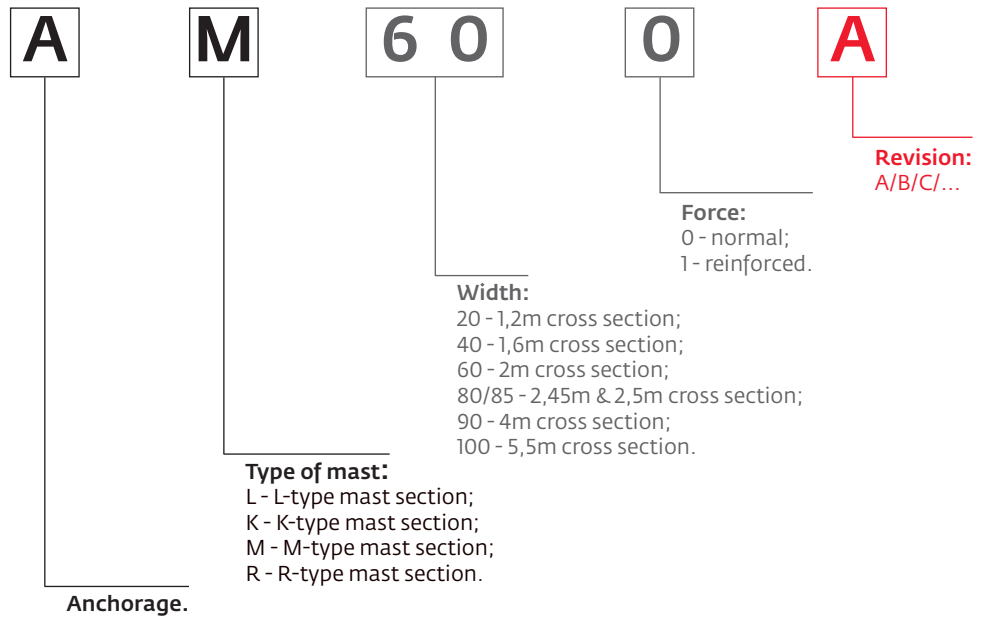 A M 6 0 0 A
Revision:
A/B/C/...
Force:
0 - normal;
1 - reinforced.
Width:
20 - 1,2m cross section;
40 - 1,6m cross section;
60 - 2m cross section;
80/85 - 2,45m & 2,5m cross section;
90 - 4m cross section;
100 - 5,5m cross section.
Type of mast:
L - L-type mast section;
K - K-type mast section;
M - M-type mast section;
R - R-type mast section.
Anchorage.